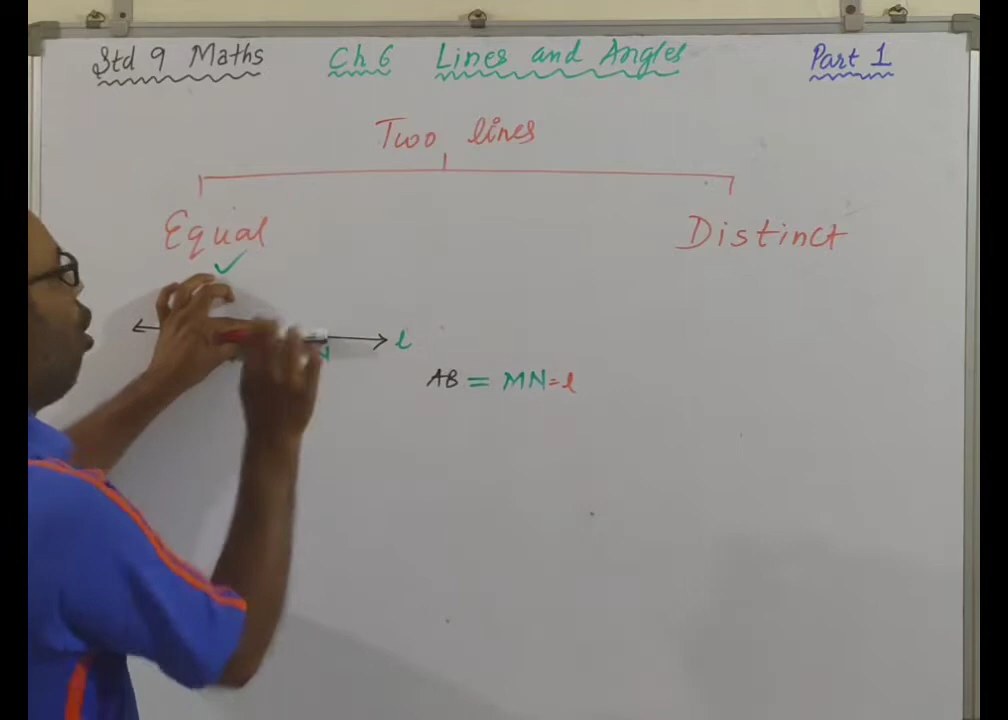 Std 9 Maths Ch 6 Lines and Angles Part 1
Two lines
Equal Distinct
l
AB = MN = l